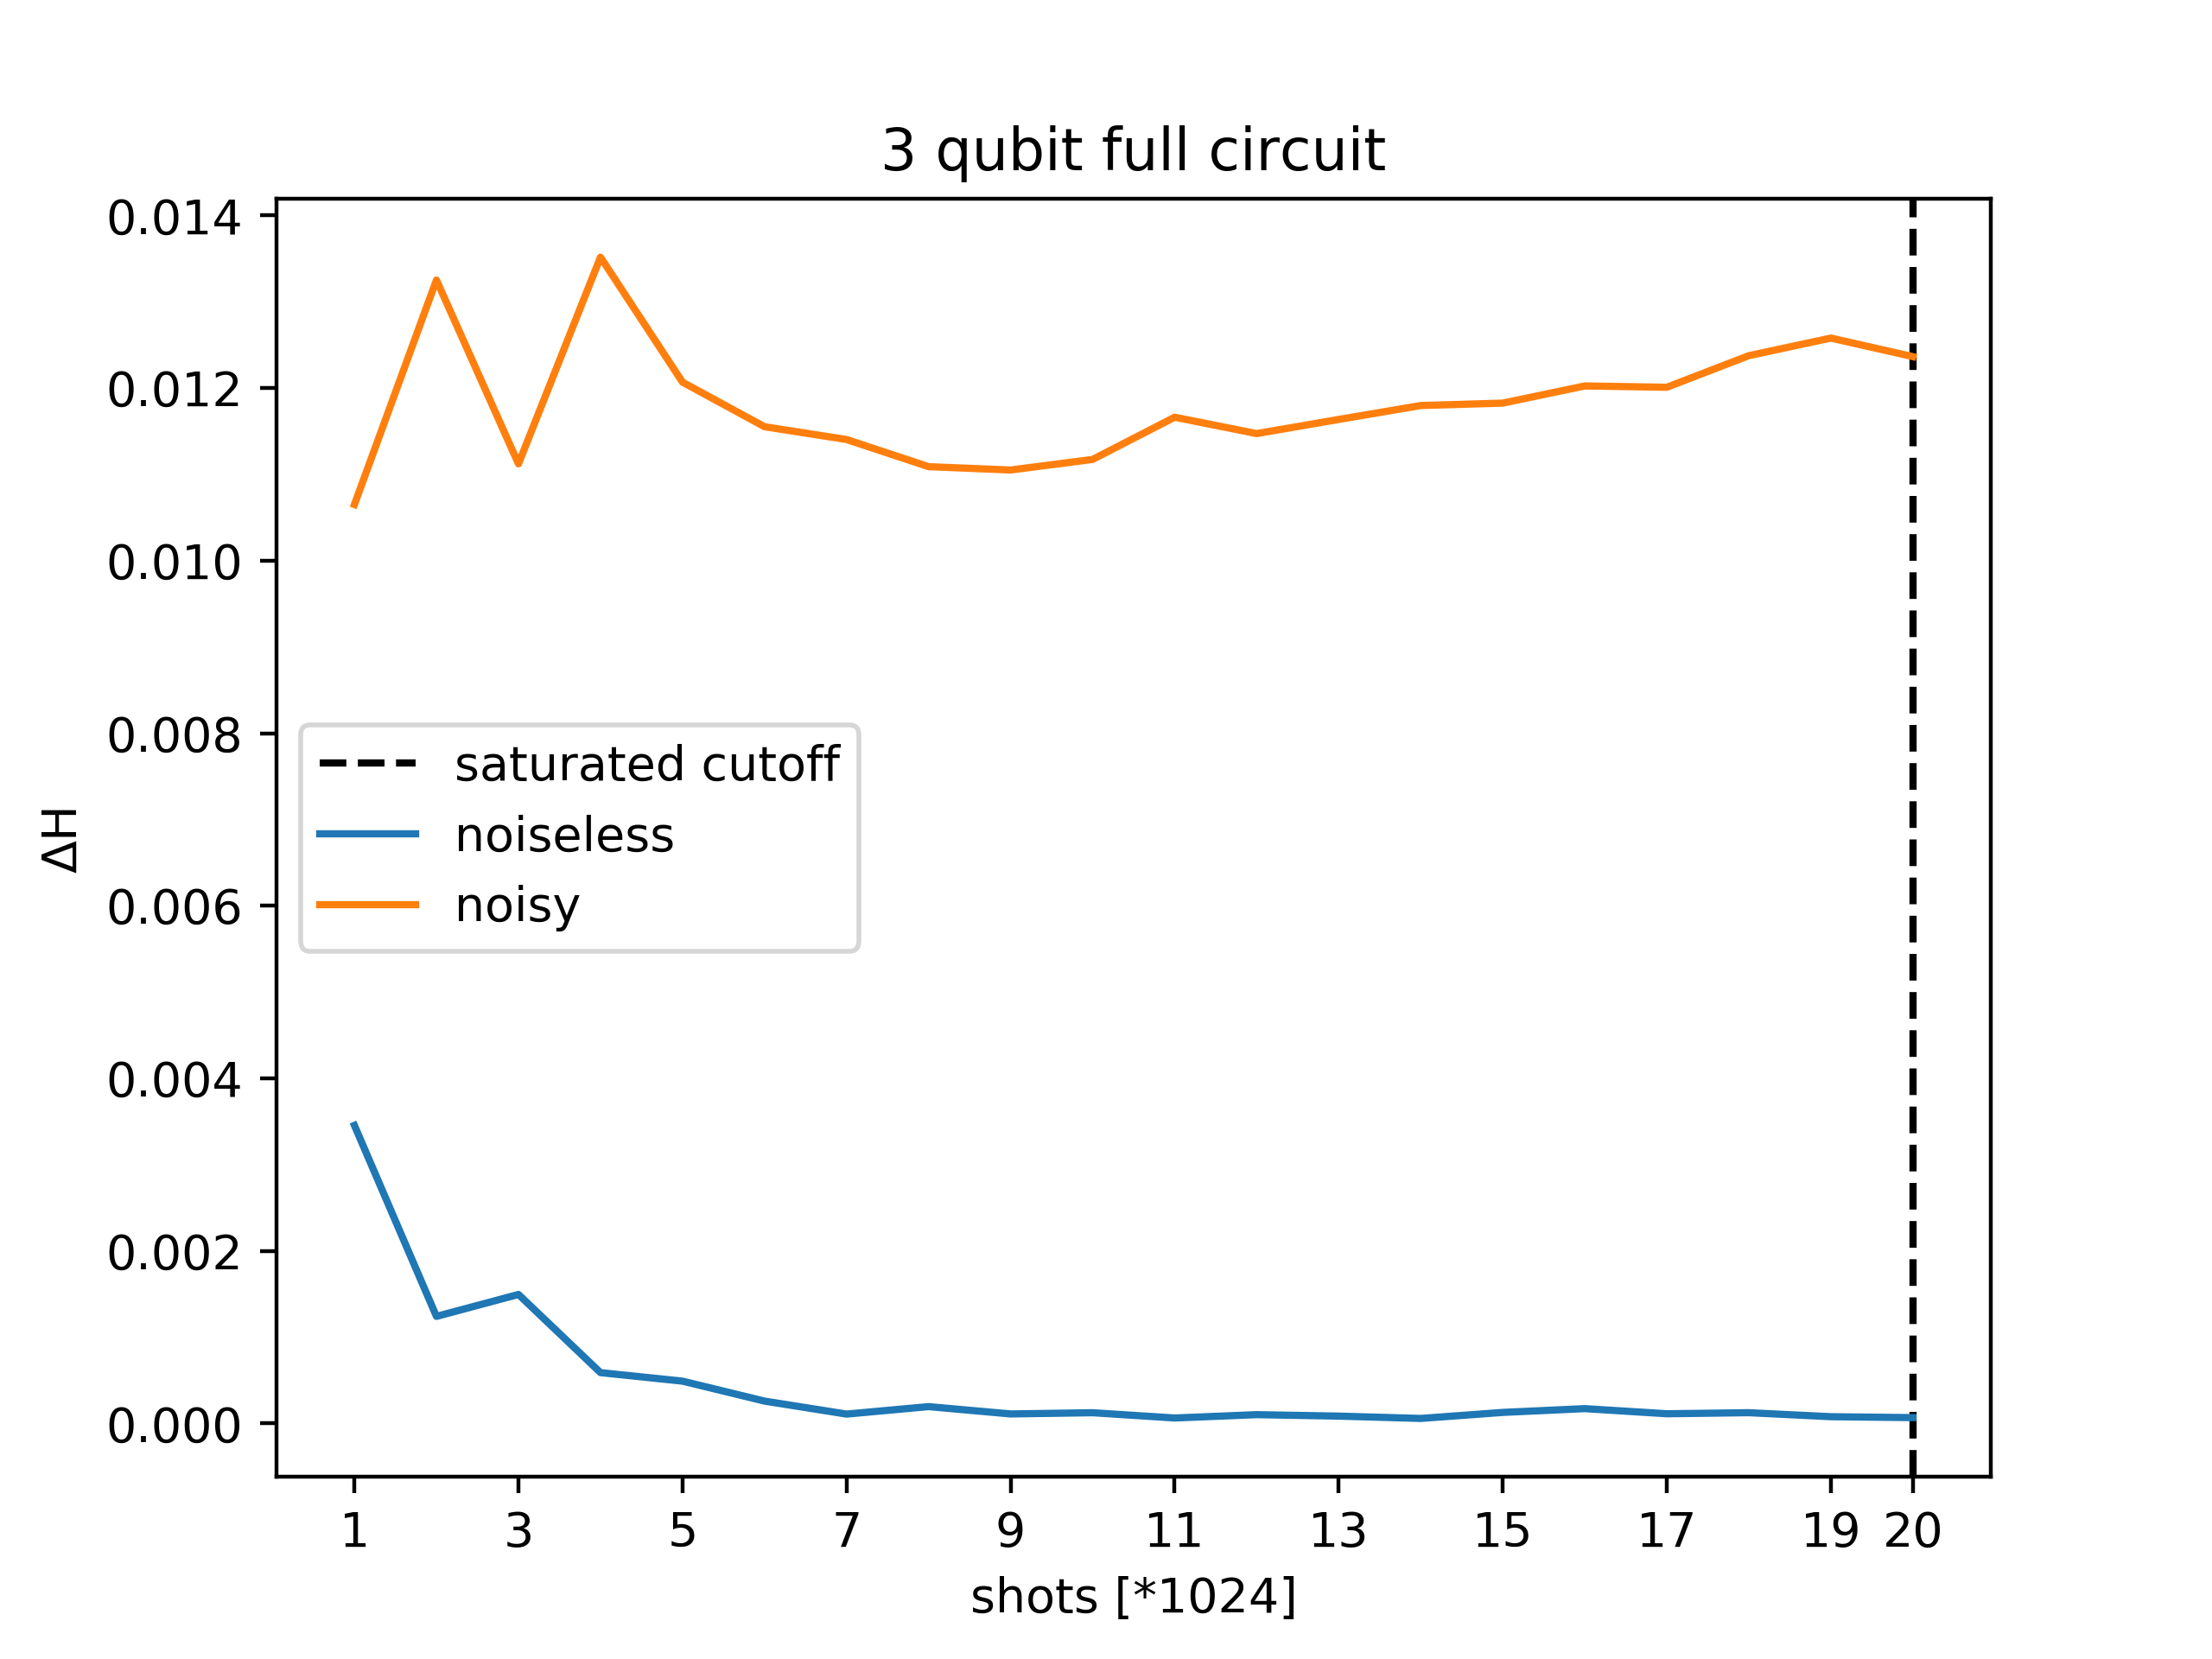 3 qubit full circuit
0.014
0.012
0.010
0.008
0.006
0.004
0.002
0.000
ΔH
saturated cutoff
noiseless
noisy
1 3 5 7 9 11 13 15 17 19 20
shots [*1024]